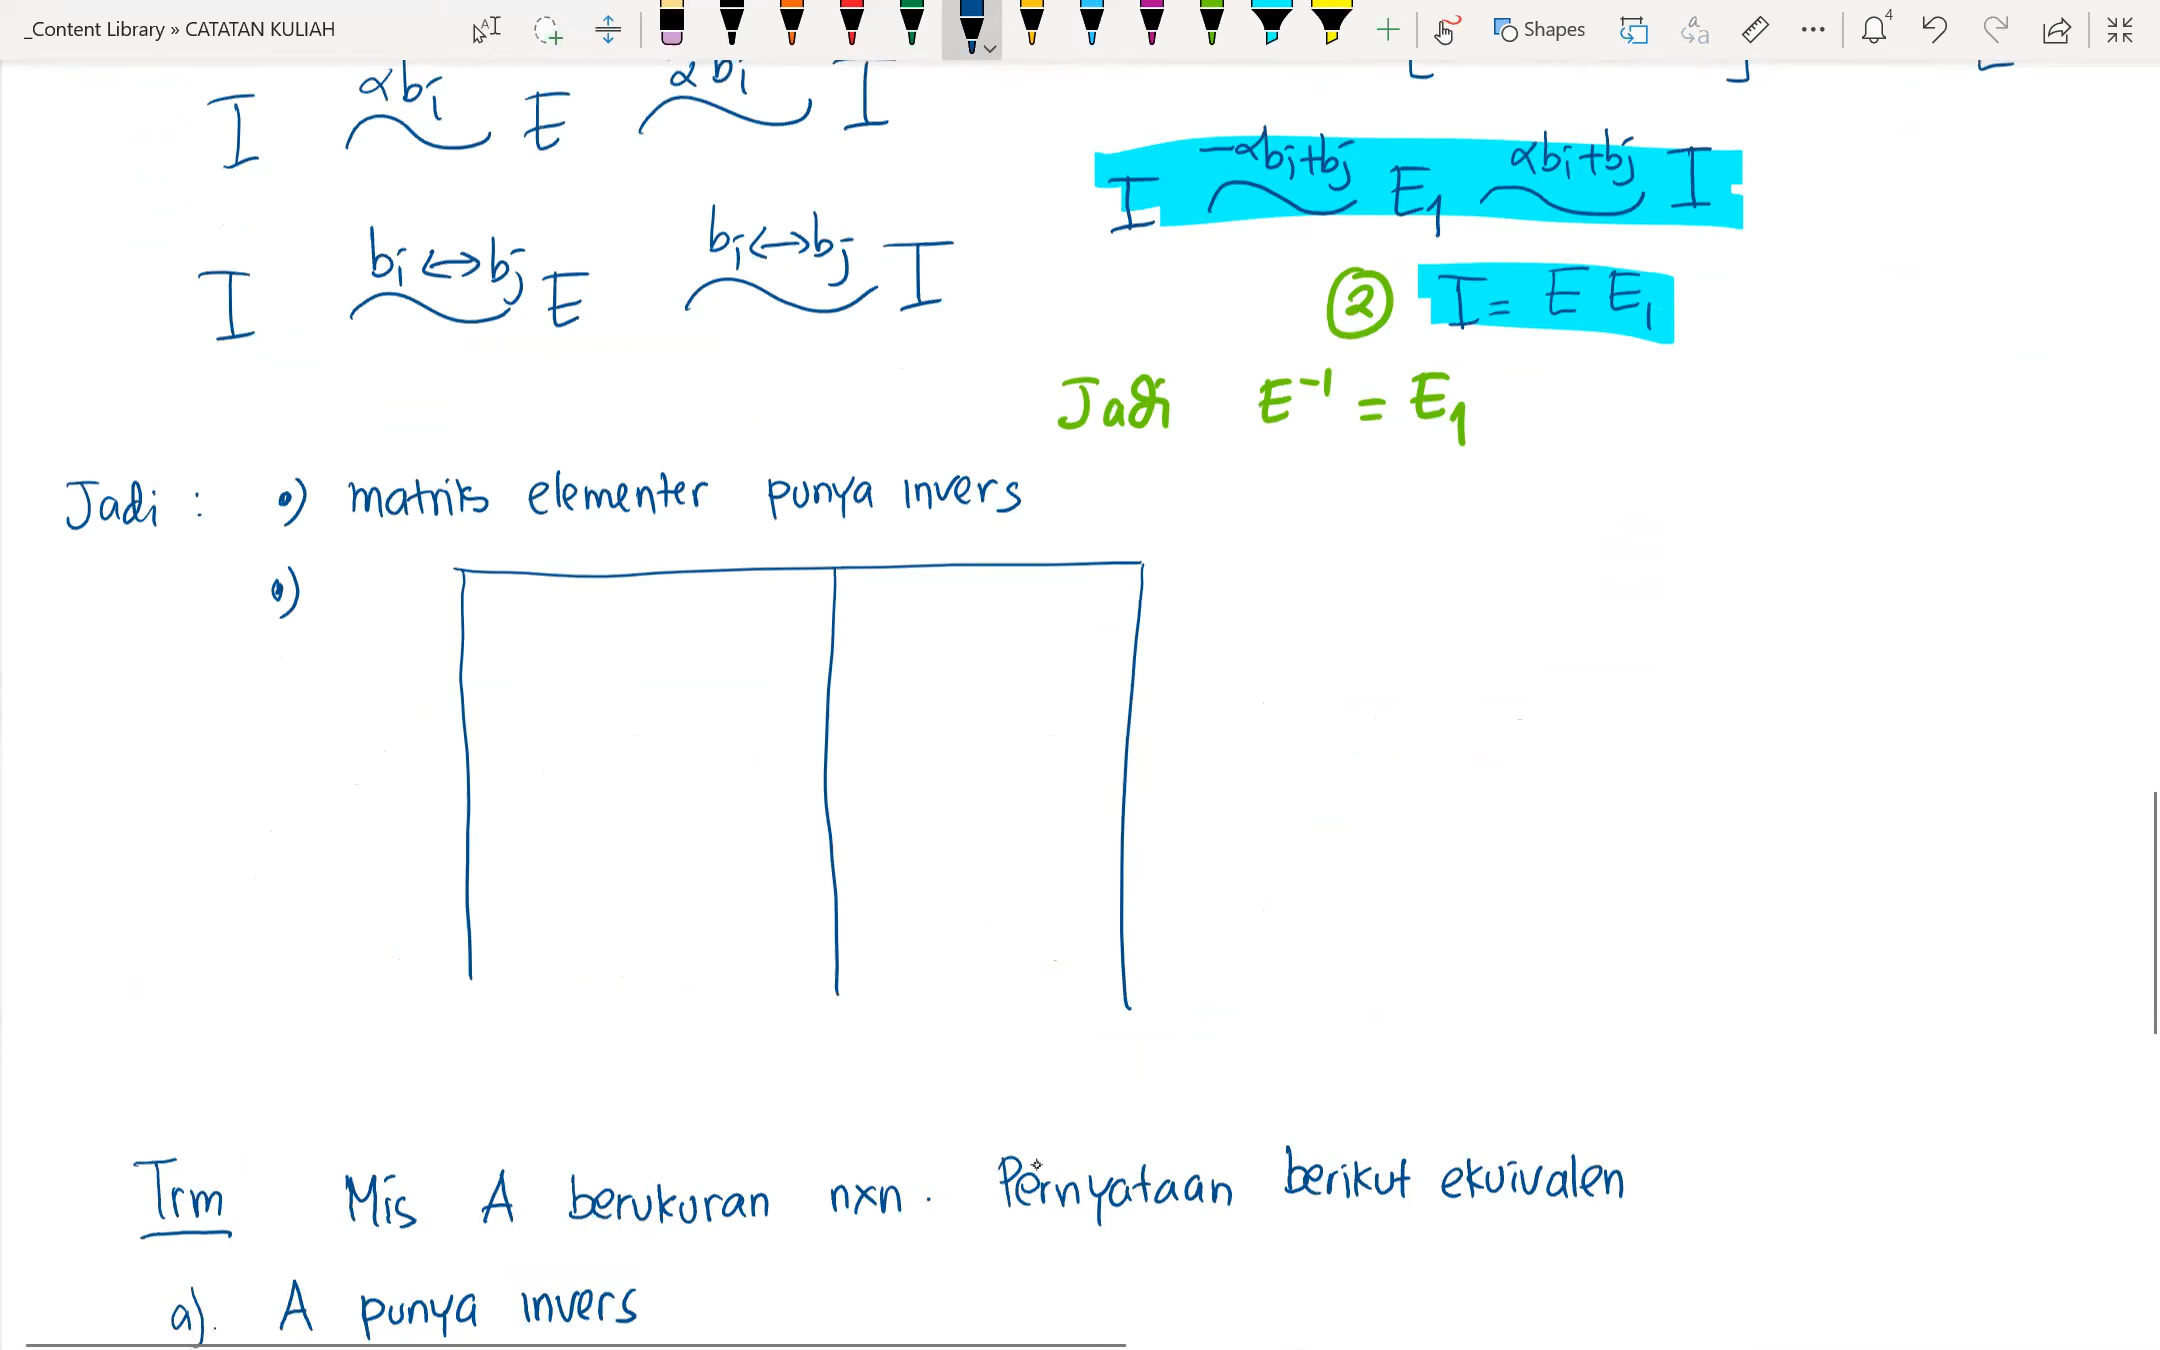 _Content Library » CATATAN KULIAH
Shapes
4
I αbi E αbi I
I -αbi+bj E1 αbi+bj I
I bi↔bj E bi↔bj I
② I = E E1
Jadi E⁻¹ = E1
Jadi : •) matriks elementer punya invers
•)
Trm Mis A berukuran nxn. Pernyataan berikut ekuivalen
a). A punya invers